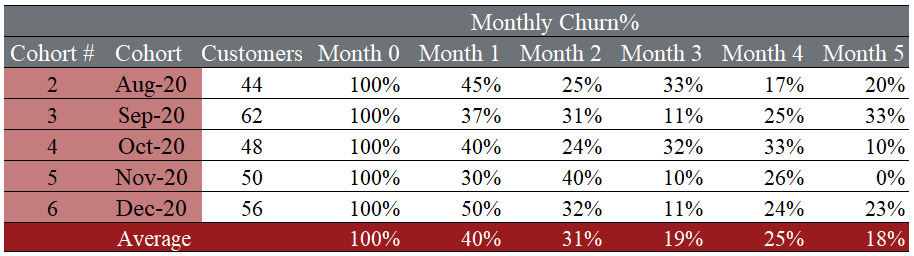 Monthly Churn%
Cohort # Cohort Customers Month 0 Month 1 Month 2 Month 3 Month 4 Month 5
2 Aug-20 44 100% 45% 25% 33% 17% 20%
3 Sep-20 62 100% 37% 31% 11% 25% 33%
4 Oct-20 48 100% 40% 24% 32% 33% 10%
5 Nov-20 50 100% 30% 40% 10% 26% 0%
6 Dec-20 56 100% 50% 32% 11% 24% 23%
Average 100% 40% 31% 19% 25% 18%